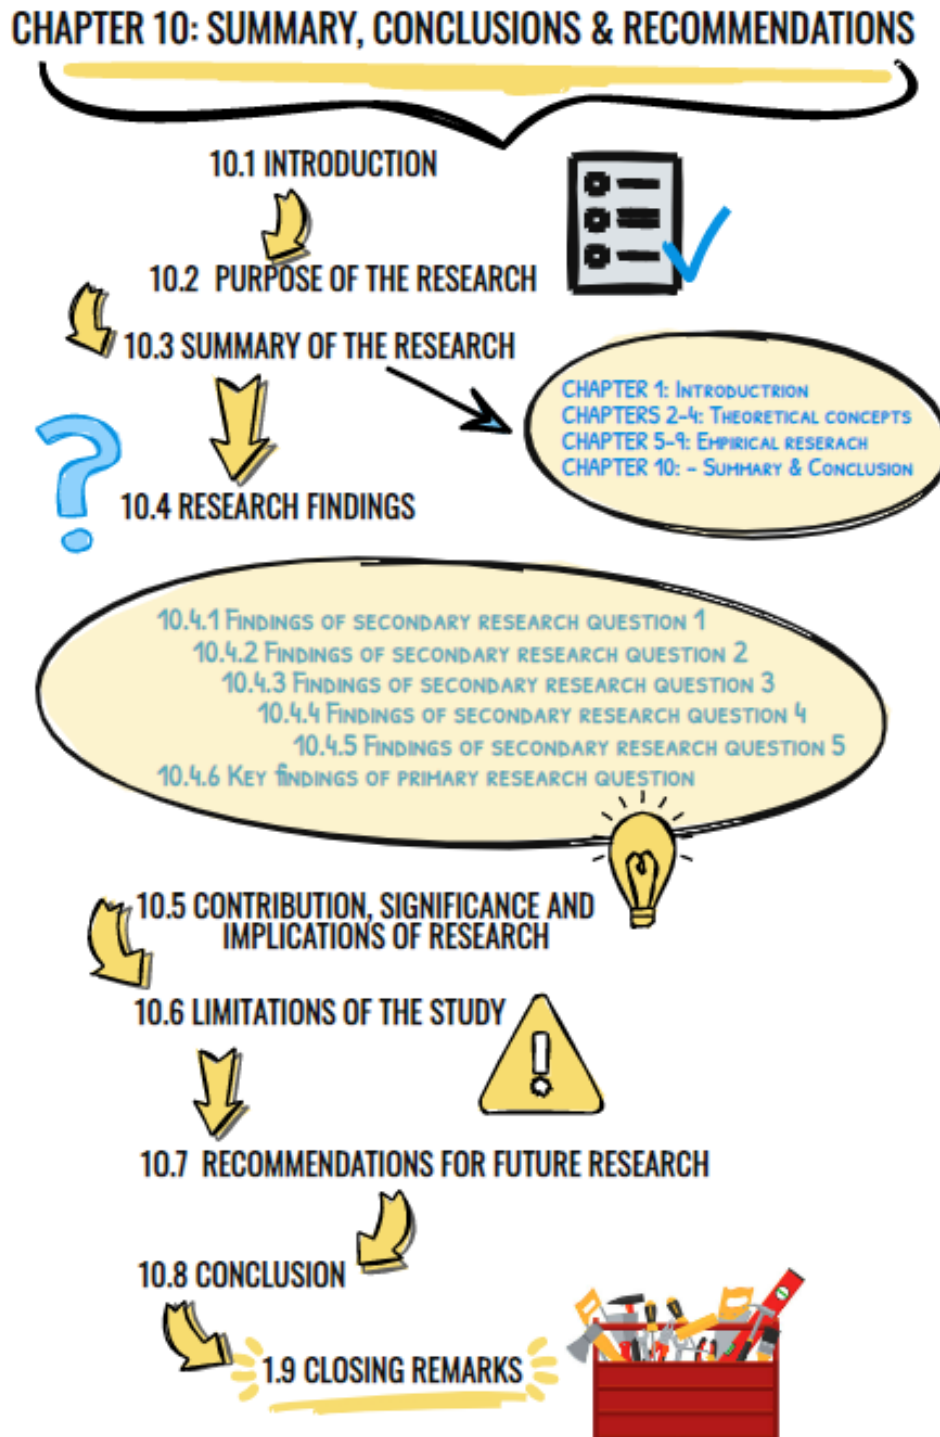 CHAPTER 10: SUMMARY, CONCLUSIONS & RECOMMENDATIONS
10.1 INTRODUCTION
10.2 PURPOSE OF THE RESEARCH
10.3 SUMMARY OF THE RESEARCH
CHAPTER 1: INTRODUCTRION
CHAPTERS 2-4: THEORETICAL CONCEPTS
CHAPTER 5-9: EMPIRICAL RESERACH
CHAPTER 10: - SUMMARY & CONCLUSION
10.4 RESEARCH FINDINGS
10.4.1 FINDINGS OF SECONDARY RESEARCH QUESTION 1
10.4.2 FINDINGS OF SECONDARY RESEARCH QUESTION 2
10.4.3 FINDINGS OF SECONDARY RESEARCH QUESTION 3
10.4.4 FINDINGS OF SECONDARY RESEARCH QUESTION 4
10.4.5 FINDINGS OF SECONDARY RESEARCH QUESTION 5
10.4.6 KEY fiNDINGS OF PRIMARY RESEARCH QUESTION
10.5 CONTRIBUTION, SIGNIFICANCE AND
IMPLICATIONS OF RESEARCH
10.6 LIMITATIONS OF THE STUDY
10.7 RECOMMENDATIONS FOR FUTURE RESEARCH
10.8 CONCLUSION
1.9 CLOSING REMARKS